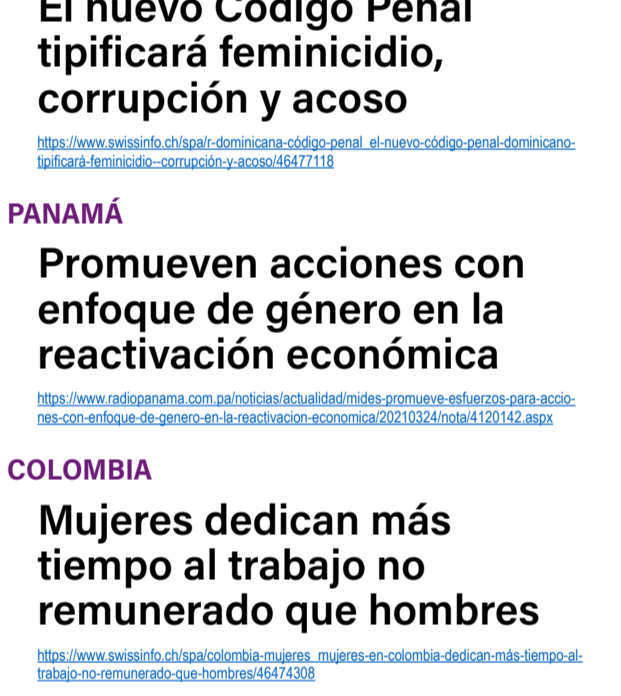 El nuevo Código Penal
tipificará feminicidio,
corrupción y acoso
https://www.swissinfo.ch/spa/r-dominicana-código-penal_el-nuevo-código-penal-dominicano-
tipificará-feminicidio--corrupción-y-acoso/46477118
PANAMÁ
Promueven acciones con
enfoque de género en la
reactivación económica
https://www.radiopanama.com.pa/noticias/actualidad/mides-promueve-esfuerzos-para-accio-
nes-con-enfoque-de-genero-en-la-reactivacion-economica/20210324/nota/4120142.aspx
COLOMBIA
Mujeres dedican más
tiempo al trabajo no
remunerado que hombres
https://www.swissinfo.ch/spa/colombia-mujeres_mujeres-en-colombia-dedican-más-tiempo-al-
trabajo-no-remunerado-que-hombres/46474308